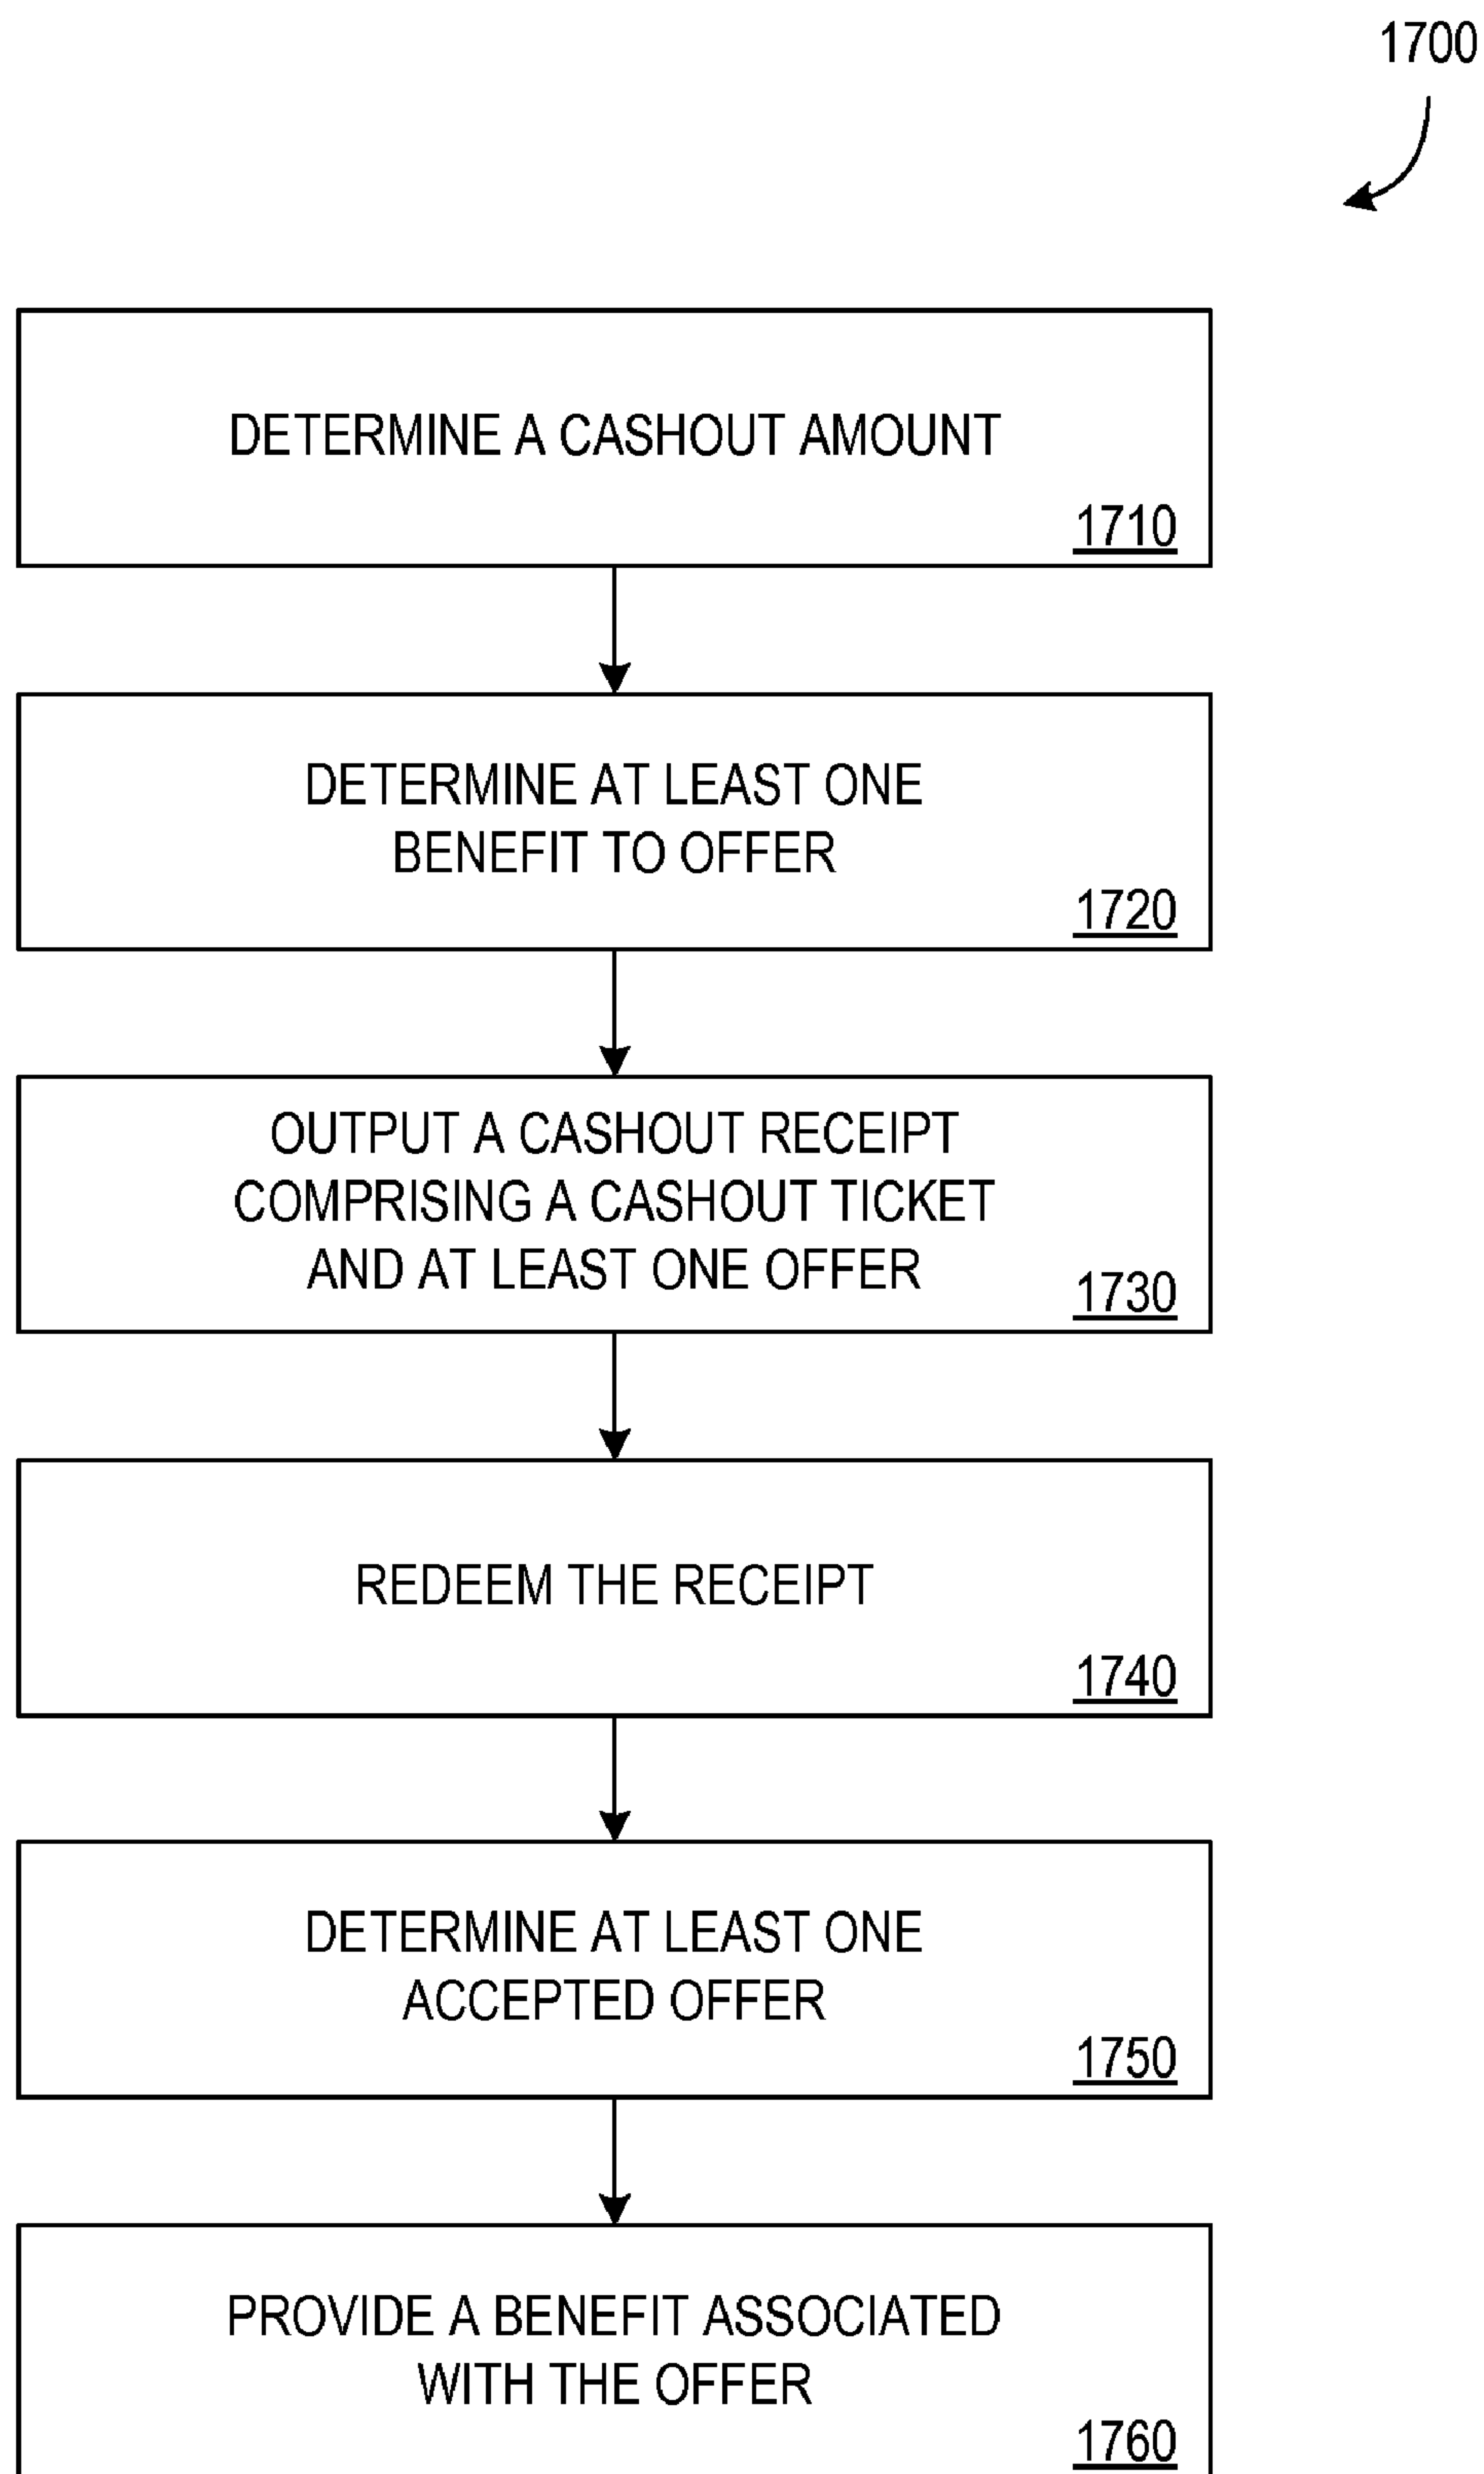 1700
DETERMINE A CASHOUT AMOUNT
1710
DETERMINE AT LEAST ONE
BENEFIT TO OFFER
1720
OUTPUT A CASHOUT RECEIPT
COMPRISING A CASHOUT TICKET
AND AT LEAST ONE OFFER
1730
REDEEM THE RECEIPT
1740
DETERMINE AT LEAST ONE
ACCEPTED OFFER
1750
PROVIDE A BENEFIT ASSOCIATED
WITH THE OFFER
1760